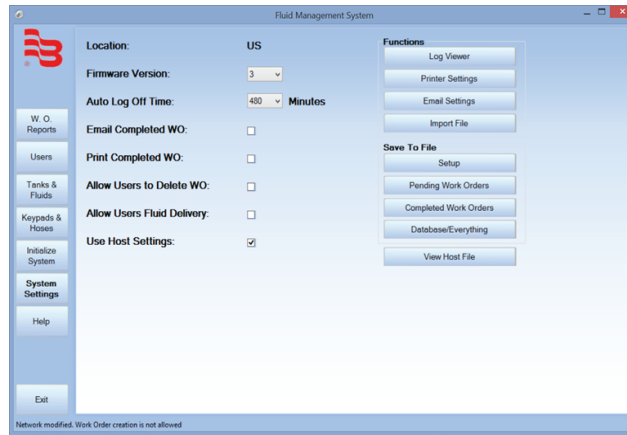 Fluid Management System
W. O.
Reports
Users
Tanks &
Fluids
Keypads &
Hoses
Initialize
System
System
Settings
Help
Exit
Location: US
Firmware Version: 3
Auto Log Off Time: 480 Minutes
Email Completed WO:
Print Completed WO:
Allow Users to Delete WO:
Allow Users Fluid Delivery:
Use Host Settings:
Functions
Log Viewer
Printer Settings
Email Settings
Import File
Save To File
Setup
Pending Work Orders
Completed Work Orders
Database/Everything
View Host File
Network modified. Work Order creation is not allowed